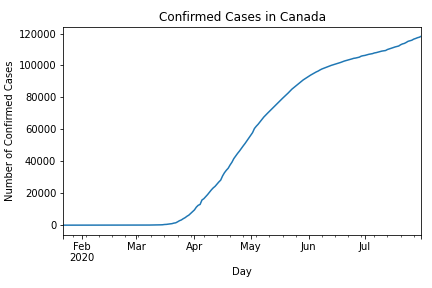 Confirmed Cases in Canada
Number of Confirmed Cases
120000
100000
80000
60000
40000
20000
0
Feb Mar Apr May Jun Jul
2020
Day